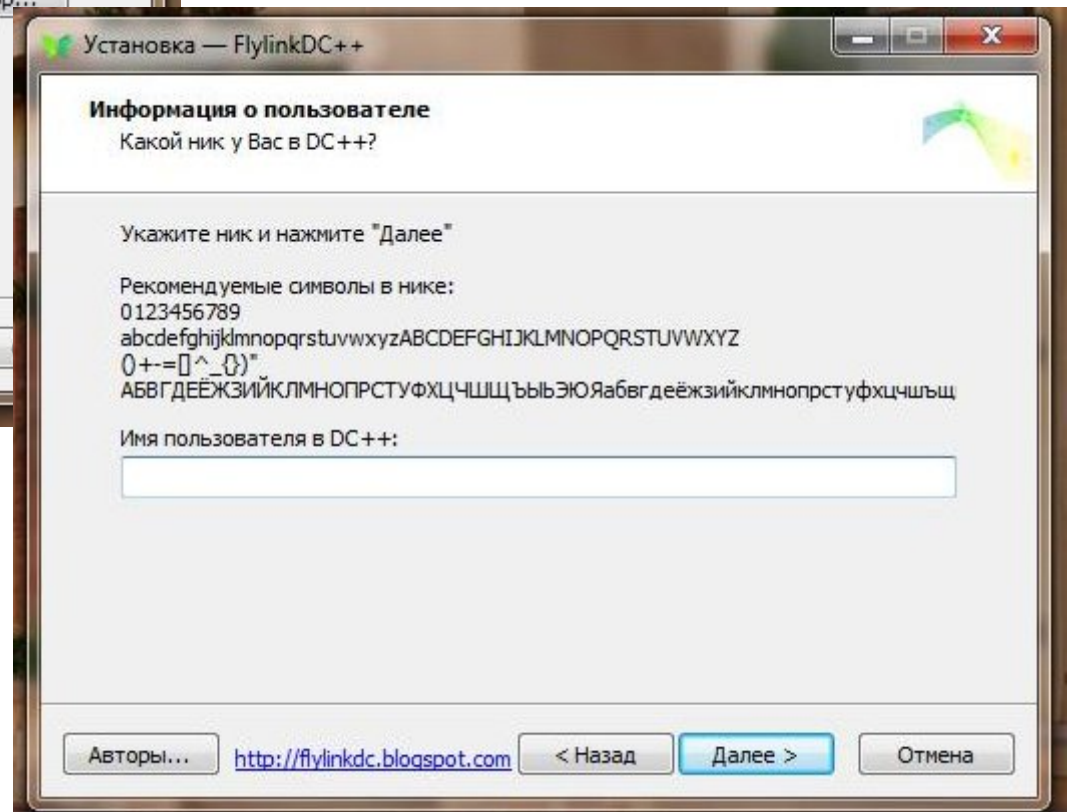 Установка — FlylinkDC++
Информация о пользователе
Какой ник у Вас в DC++?
Укажите ник и нажмите "Далее"
Рекомендуемые символы в нике:
0123456789
abcdefghijklmnopqrstuvwxyzABCDEFGHIJKLMNOPQRSTUVWXYZ
()+-=[]^_{})"
АБВГДЕЁЖЗИЙКЛМНОПРСТУФХЦЧШЩЪЫЬЭЮЯабвгдеёжзийклмнопрстуфхцчшъщ
Имя пользователя в DC++:
Авторы... http://flylinkdc.blogspot.com < Назад Далее > Отмена